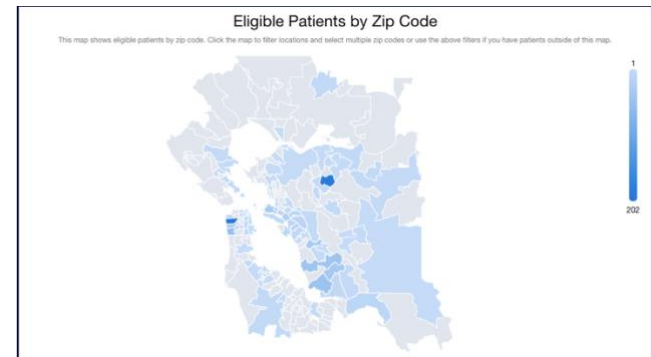 Eligible Patients by Zip Code
This map shows eligible patients by zip code. Click the map to filter locations and select multiple zip codes or use the above filters if you have patients outside of this map.
1
202